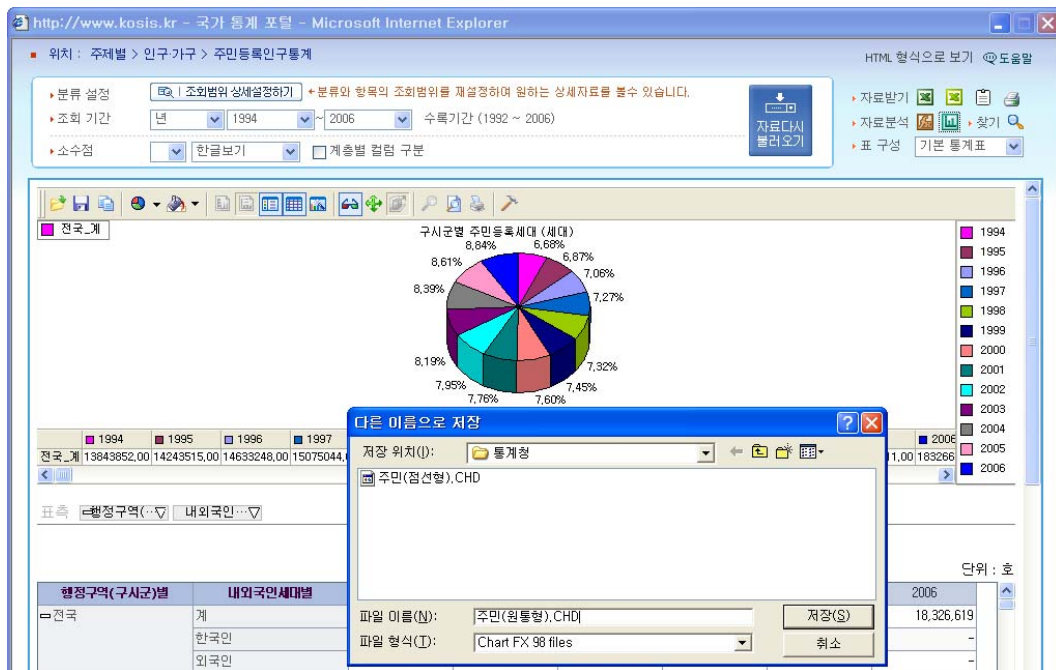 http://www.kosis.kr - 국가 통계 포털 - Microsoft Internet Explorer
위치 : 주제별 > 인구·가구 > 주민등록인구통계
HTML 형식으로 보기 도움말
분류 설정 조회범위 상세설정하기 분류와 항목의 조회범위를 재설정하여 원하는 상세자료를 볼수 있습니다.
조회 기간 년 1994 ~ 2006 수록기간 (1992 ~ 2006)
소수점 한글보기 계층별 컬럼 구분
자료다시
불러오기
자료받기
자료분석 찾기
표 구성 기본 통계표
전국_계
구시군별 주민등록세대 (세대)
8,84% 6,68%
8,61% 6,87%
7,06%
8,39%
7,27%
8,19%
7,32%
7,95% 7,45%
7,76% 7,60%
1994
1995
1996
1997
1998
1999
2000
2001
2002
2003
2004
2005
2006
1994 1995 1996 1997 2006
전국_계 13843852,00 14243515,00 14633248,00 15075044, 11,00 183266
표측 행정구역(··· 내외국인···
단위 : 호
행정구역(구시군)별 내외국인세대별 2006
전국 계 18,326,619
한국인 -
외국인 -
다른 이름으로 저장
저장 위치(I): 통계청
주민(점선형),CHD
파일 이름(N): 주민(원통형),CHD 저장(S)
파일 형식(T): Chart FX 98 files 취소